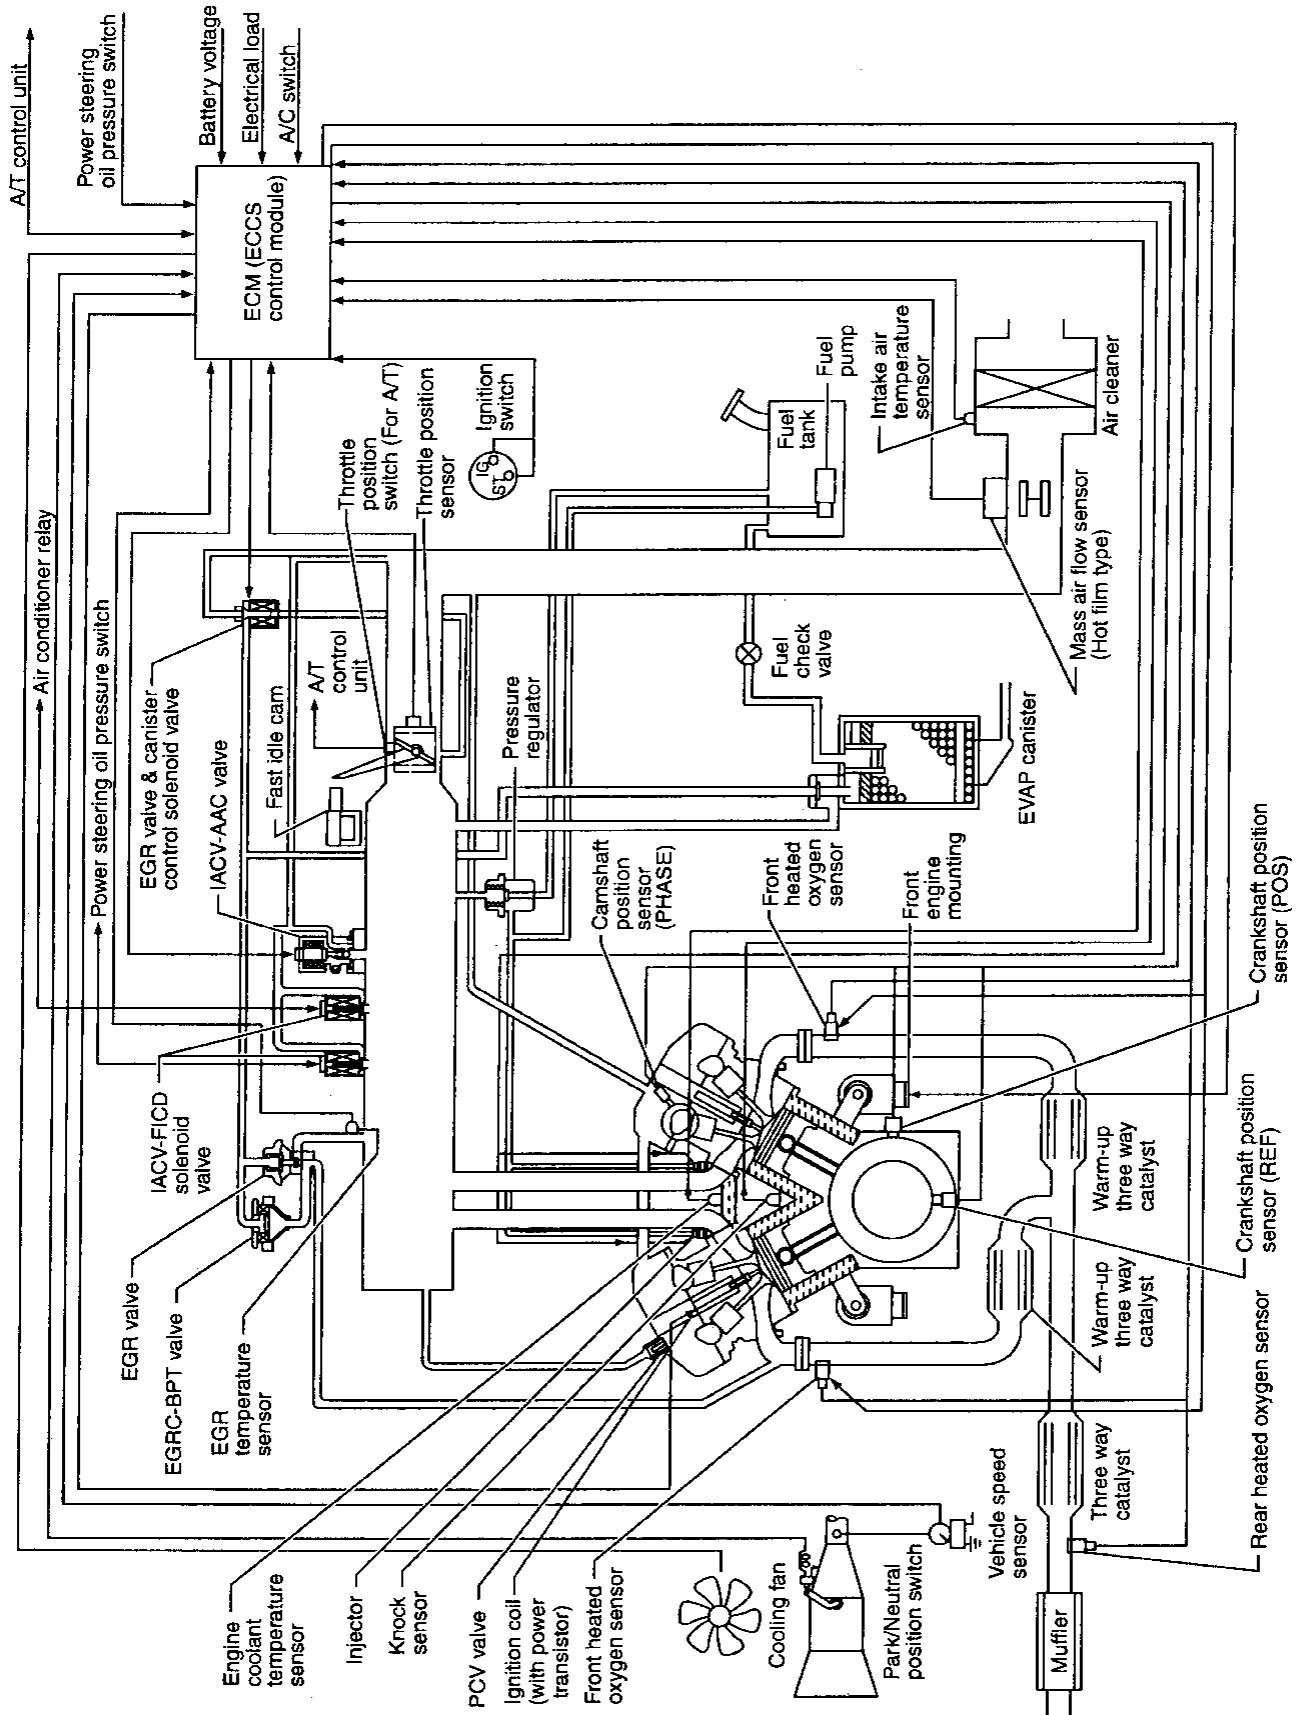 A/T control unit
Power steering
oil pressure switch
Battery voltage
Electrical load
A/C switch
ECM (ECCS
control module)
Air conditioner relay
Power steering oil pressure switch
EGR valve & canister
control solenoid valve
IACV-AAC valve
Fast idle cam
A/T
control
unit
Throttle
position
switch (For A/T)
Throttle position
sensor
Ignition
switch
IG
ST
Pressure
regulator
Fuel
tank
Fuel
pump
Intake air
temperature
sensor
Air cleaner
Mass air flow sensor
(Hot film type)
Fuel
check
valve
EVAP canister
Camshaft
position
sensor
(PHASE)
Front
heated
oxygen
sensor
Front
engine
mounting
Crankshaft position
sensor (POS)
Crankshaft position
sensor (REF)
IACV-FICD
solenoid
valve
EGR valve
EGRC-BPT valve
EGR
temperature
sensor
Warm-up
three way
catalyst
Warm-up
three way
catalyst
Engine
coolant
temperature
sensor
Injector
Knock
sensor
PCV valve
Ignition coil
(with power
transistor)
Front heated
oxygen sensor
Cooling fan
Park/Neutral
position switch
Vehicle speed
sensor
Three way
catalyst
Rear heated oxygen sensor
Muffler